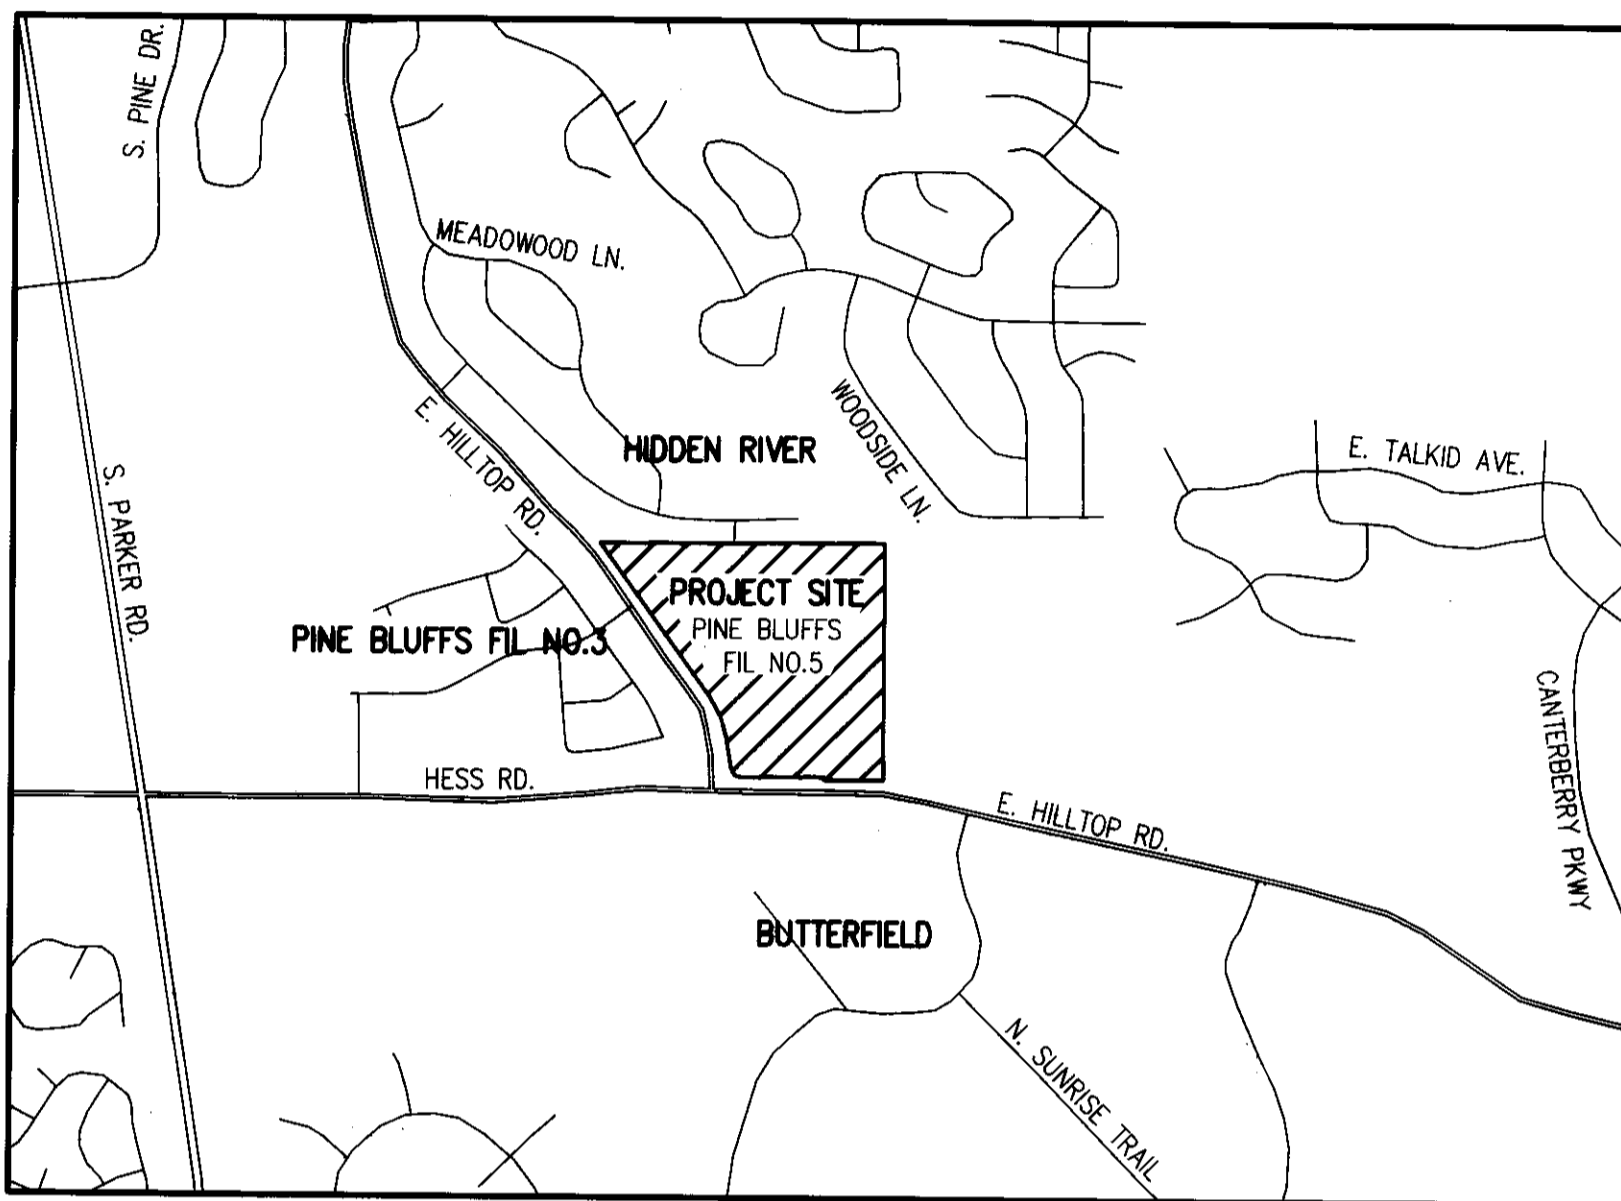 S. PINE DR.
MEADOWOOD LN.
E. HILLTOP RD.
HIDDEN RIVER
WOODSIDE LN.
E. TALKID AVE.
S. PARKER RD.
PROJECT SITE
PINE BLUFFS
FIL NO.5
PINE BLUFFS FIL NO.3
CANTERBERRY PKWY
HESS RD.
E. HILLTOP RD.
BUTTERFIELD
N. SUNRISE TRAIL